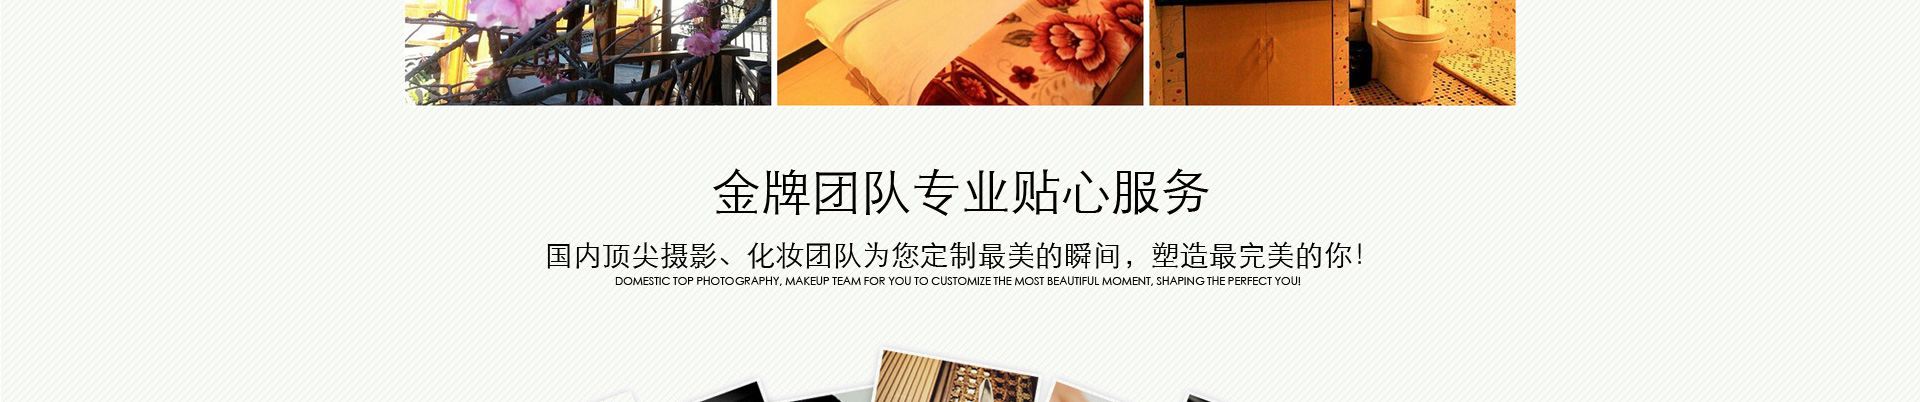 金牌团队专业贴心服务
国内顶尖摄影、化妆团队为您定制最美的瞬间，塑造最完美的你！
DOMESTIC TOP PHOTOGRAPHY, MAKEUP TEAM FOR YOU TO CUSTOMIZE THE MOST BEAUTIFUL MOMENT, SHAPING THE PERFECT YOU!